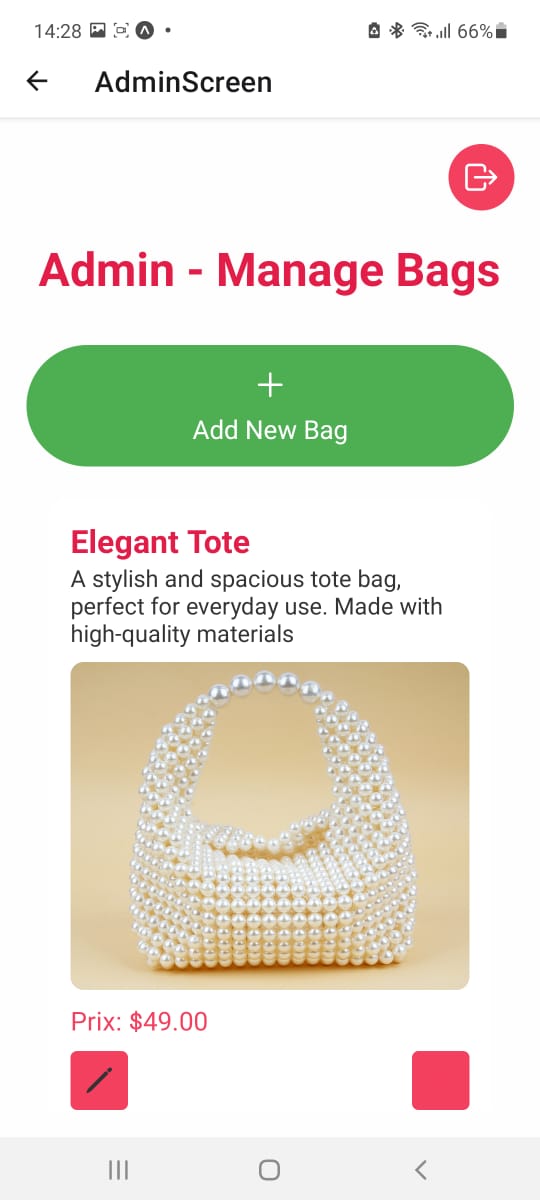 14:28
66%
AdminScreen
Admin - Manage Bags
+
Add New Bag
Elegant Tote
A stylish and spacious tote bag,
perfect for everyday use. Made with
high-quality materials
Prix: $49.00